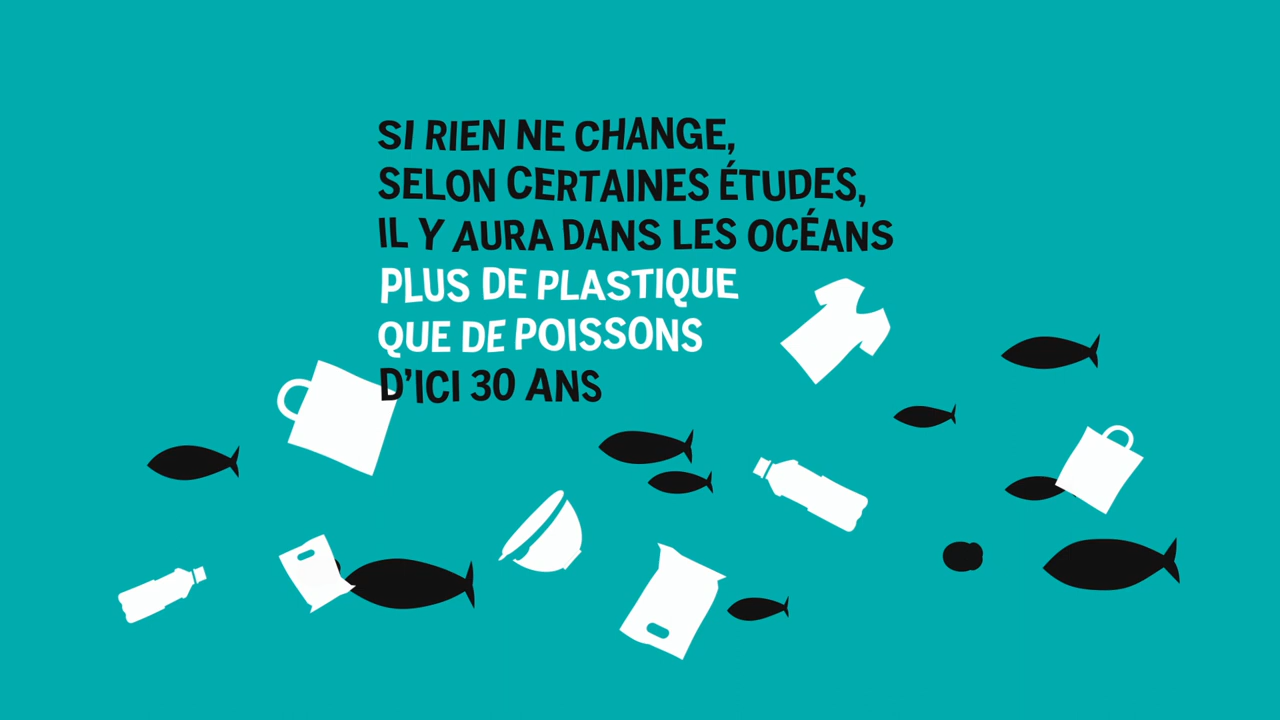 SI RIEN NE CHANGE,
SELON CERTAINES ÉTUDES,
IL Y AURA DANS LES OCÉANS
PLUS DE PLASTIQUE
QUE DE POISSONS
D'ICI 30 ANS